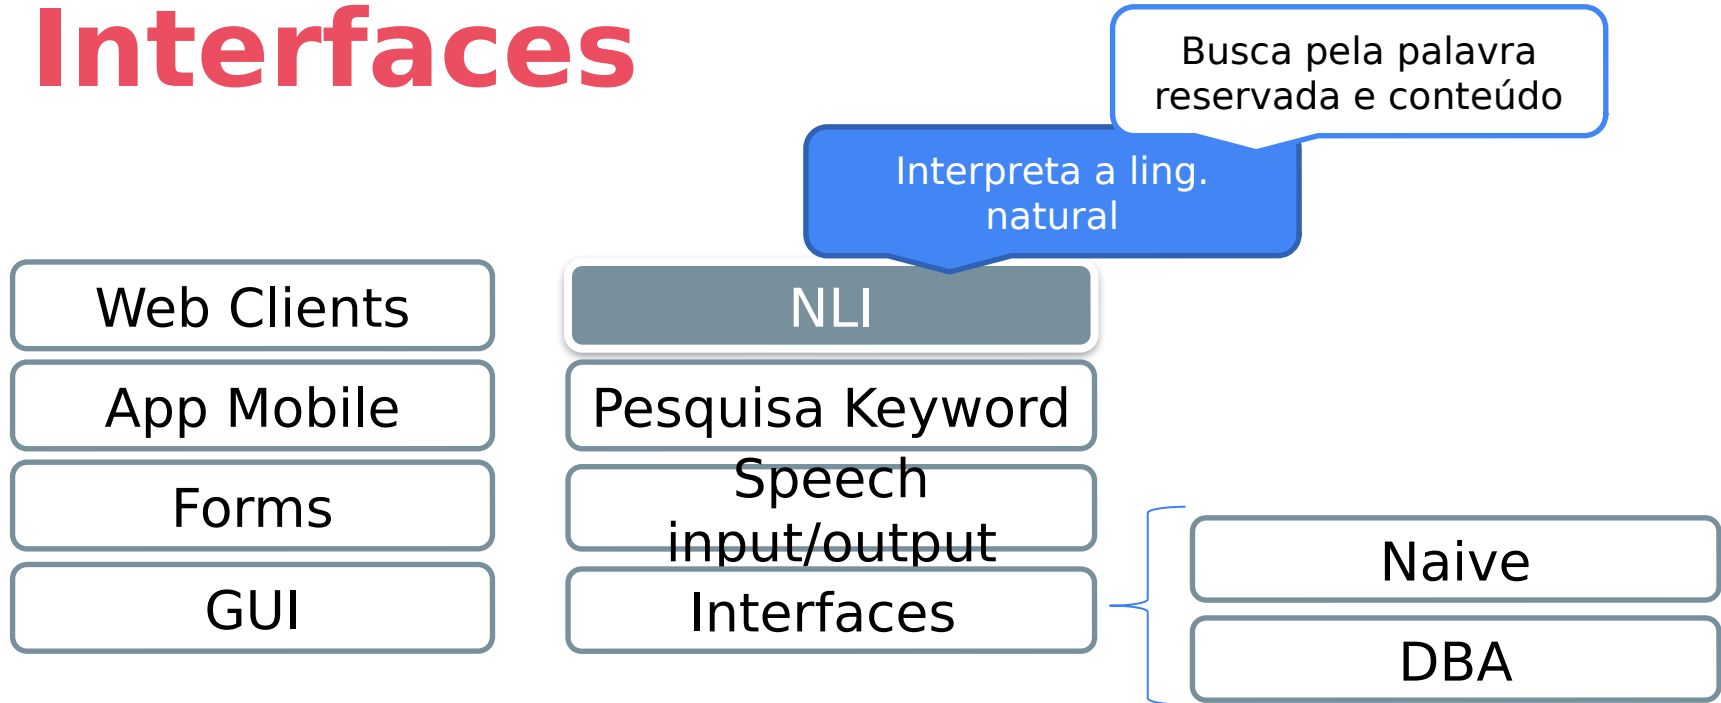 Interfaces
Busca pela palavra
reservada e conteúdo
Interpreta a ling.
natural
Web Clients
App Mobile
Forms
GUI
NLI
Pesquisa Keyword
Speech
input/output
Interfaces
Naive
DBA